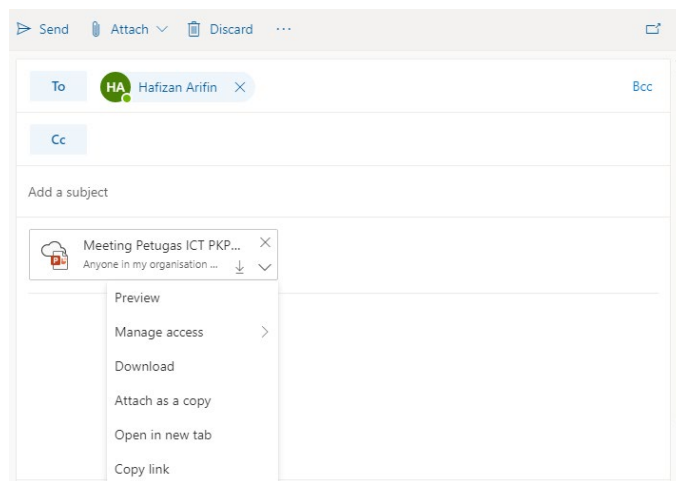 Send Attach Discard ...
To HA Hafizan Arifin Bcc
Cc
Add a subject
Meeting Petugas ICT PKP...
Anyone in my organisation ...
Preview
Manage access
Download
Attach as a copy
Open in new tab
Copy link